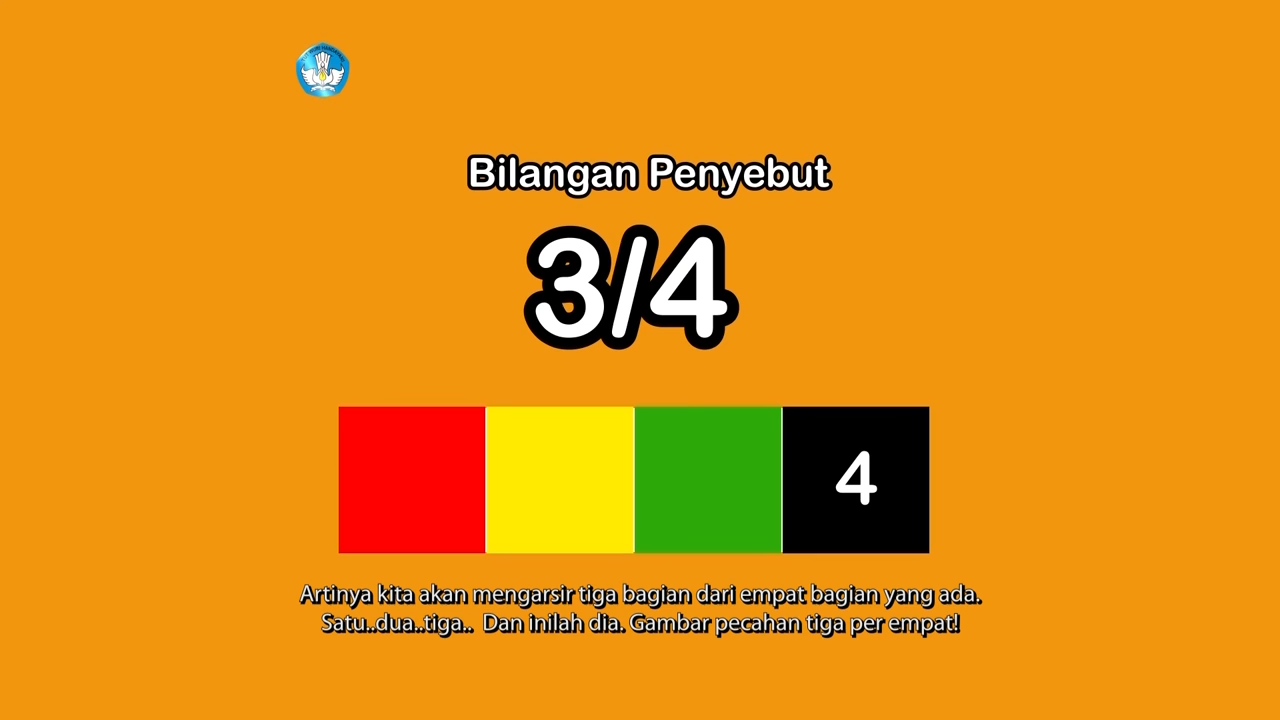 Bilangan Penyebut
3/4
4
Artinya kita akan mengarsir tiga bagian dari empat bagian yang ada.
Satu..dua..tiga.. Dan inilah dia. Gambar pecahan tiga per empat!